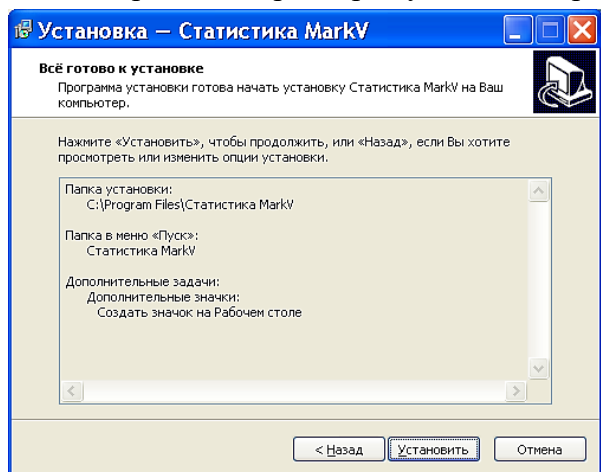 Установка — Статистика MarkV
Всё готово к установке
Программа установки готова начать установку Статистика MarkV на Ваш
компьютер.
Нажмите «Установить», чтобы продолжить, или «Назад», если Вы хотите
просмотреть или изменить опции установки.
Папка установки:
C:\Program Files\Статистика MarkV
Папка в меню «Пуск»:
Статистика MarkV
Дополнительные задачи:
Дополнительные значки:
Создать значок на Рабочем столе
< Назад Установить Отмена